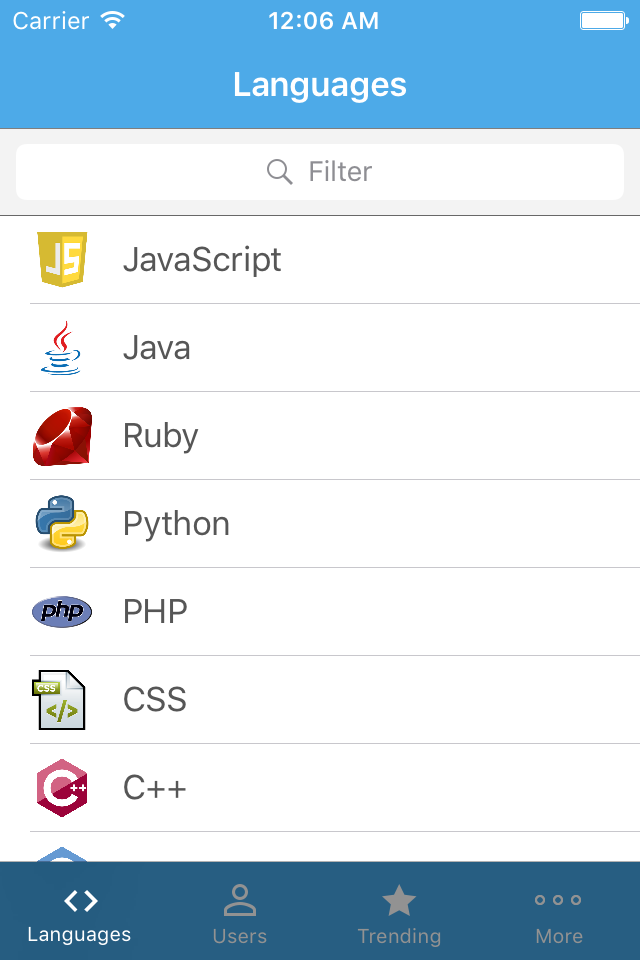 Carrier 12:06 AM
Languages
Filter
JS JavaScript
Java
Ruby
Python
php PHP
CSS </> CSS
C++ C++
Languages Users Trending More